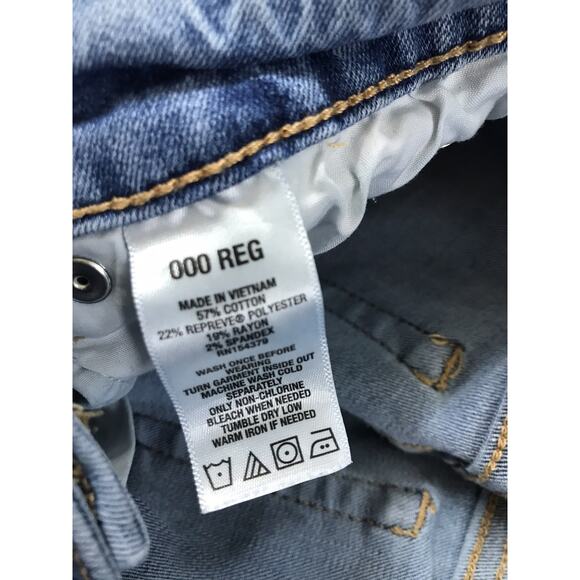 000 REG
MADE IN VIETNAM
57% COTTON
22% REPREVE® POLYESTER
19% RAYON
2% SPANDEX
RN154379
WASH ONCE BEFORE
WEARING
TURN GARMENT INSIDE OUT
MACHINE WASH COLD
SEPARATELY
ONLY NON-CHLORINE
BLEACH WHEN NEEDED
TUMBLE DRY LOW
WARM IRON IF NEEDED